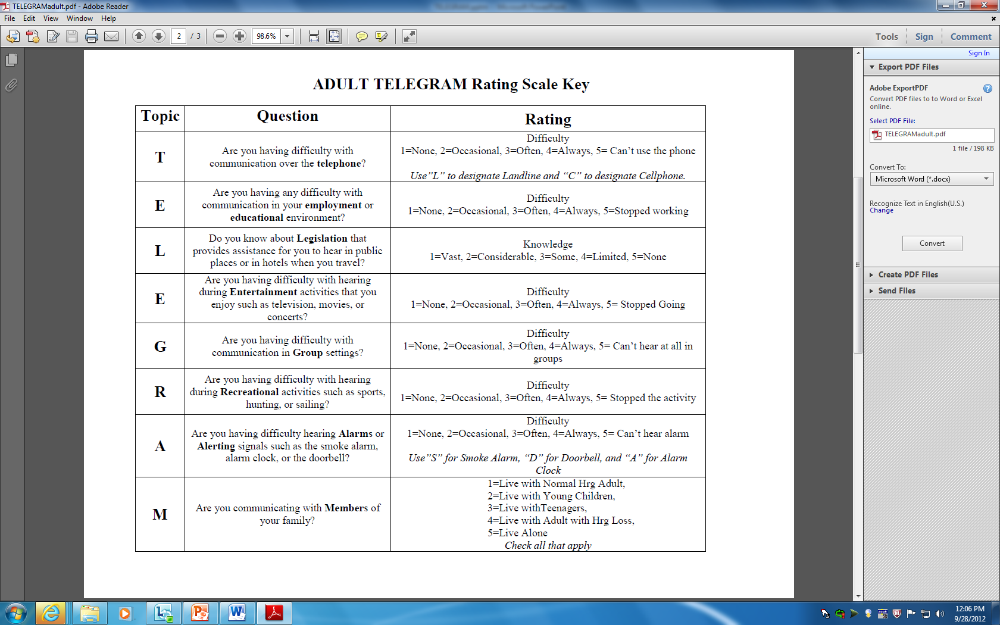 TELEGRAMadult.pdf - Adobe Reader
File Edit View Window Help
2 / 3 98.6% Tools Sign Comment
Sign In
Export PDF Files
Adobe ExportPDF
Convert PDF files to to Word or Excel
online.
Select PDF File:
TELEGRAMadult.pdf
1 file / 198 KB
Convert To:
Microsoft Word (*.docx)
Recognize Text in English(U.S.)
Change
Convert
Create PDF Files
Send Files
ADULT TELEGRAM Rating Scale Key
Topic Question Rating
T
Are you having difficulty with
communication over the telephone?
Difficulty
1=None, 2=Occasional, 3=Often, 4=Always, 5= Can't use the phone
Use"L" to designate Landline and "C" to designate Cellphone.
E
Are you having any difficulty with
communication in your employment or
educational environment?
Difficulty
1=None, 2=Occasional, 3=Often, 4=Always, 5=Stopped working
L
Do you know about Legislation that
provides assistance for you to hear in public
places or in hotels when you travel?
Knowledge
1=Vast, 2=Considerable, 3=Some, 4=Limited, 5=None
E
Are you having difficulty with hearing
during Entertainment activities that you
enjoy such as television, movies, or
concerts?
Difficulty
1=None, 2=Occasional, 3=Often, 4=Always, 5= Stopped Going
G
Are you having difficulty with
communication in Group settings?
Difficulty
1=None, 2=Occasional, 3=Often, 4=Always, 5= Can't hear at all in
groups
R
Are you having difficulty with hearing
during Recreational activities such as sports,
hunting, or sailing?
Difficulty
1=None, 2=Occasional, 3=Often, 4=Always, 5= Stopped the activity
A
Are you having difficulty hearing Alarms or
Alerting signals such as the smoke alarm,
alarm clock, or the doorbell?
Difficulty
1=None, 2=Occasional, 3=Often, 4=Always, 5= Can't hear alarm
Use"S" for Smoke Alarm, "D" for Doorbell, and "A" for Alarm
Clock
M
Are you communicating with Members of
your family?
1=Live with Normal Hrg Adult,
2=Live with Young Children,
3=Live withTeenagers,
4=Live with Adult with Hrg Loss,
5=Live Alone
Check all that apply
12:06 PM
9/28/2012